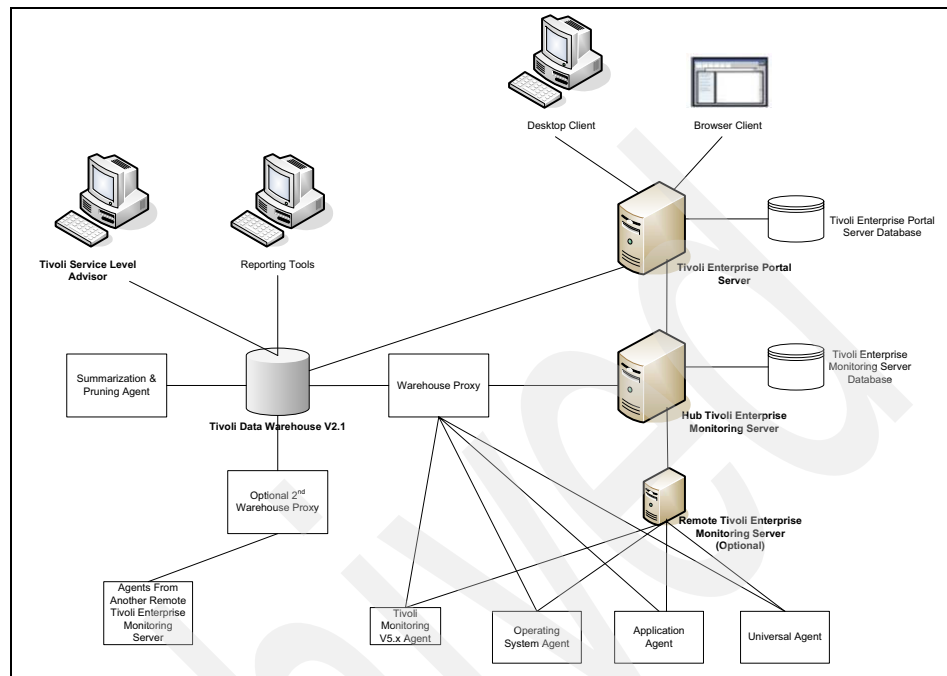 Desktop Client
Browser Client
Tivoli Enterprise Portal
Server Database
Tivoli Service Level
Advisor
Reporting Tools
Tivoli Enterprise Portal
Server
Summarization &
Pruning Agent
Warehouse Proxy
Tivoli Enterprise
Monitoring Server
Database
Tivoli Data Warehouse V2.1
Hub Tivoli Enterprise
Monitoring Server
Optional 2nd
Warehouse Proxy
Remote Tivoli Enterprise
Monitoring Server
(Optional)
Agents From
Another Remote
Tivoli Enterprise
Monitoring
Server
Tivoli
Monitoring
V5.x Agent
Operating
System Agent
Application
Agent
Universal Agent